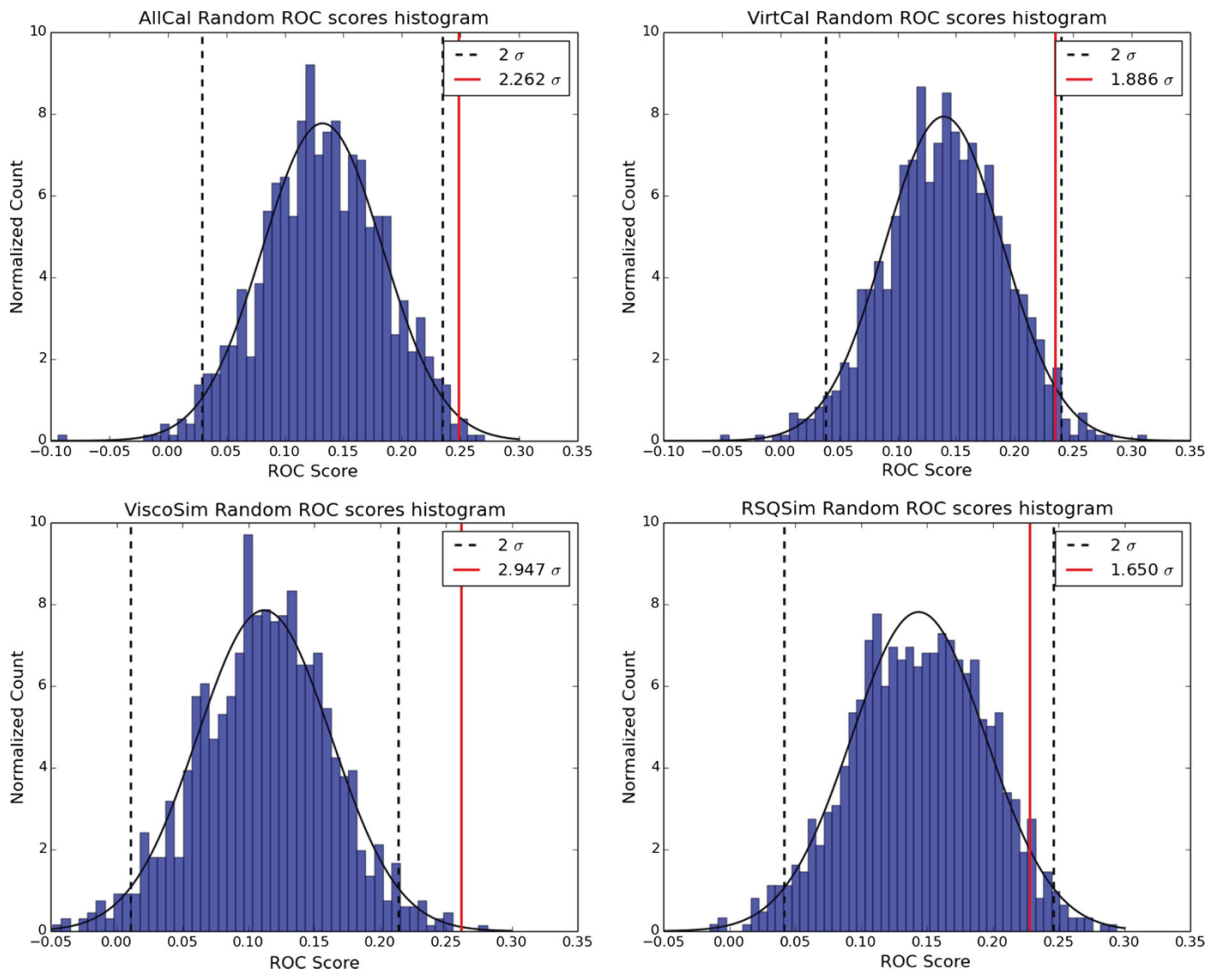 AllCal Random ROC scores histogram
10
8
6
4
2
0
Normalized Count
2 σ
2.262 σ
−0.10 −0.05 0.00 0.05 0.10 0.15 0.20 0.25 0.30 0.35
ROC Score
VirtCal Random ROC scores histogram
10
8
6
4
2
0
Normalized Count
2 σ
1.886 σ
−0.10 −0.05 0.00 0.05 0.10 0.15 0.20 0.25 0.30 0.35
ROC Score
ViscoSim Random ROC scores histogram
10
8
6
4
2
0
Normalized Count
2 σ
2.947 σ
−0.05 0.00 0.05 0.10 0.15 0.20 0.25 0.30 0.35
ROC Score
RSQSim Random ROC scores histogram
10
8
6
4
2
0
Normalized Count
2 σ
1.650 σ
−0.05 0.00 0.05 0.10 0.15 0.20 0.25 0.30 0.35
ROC Score